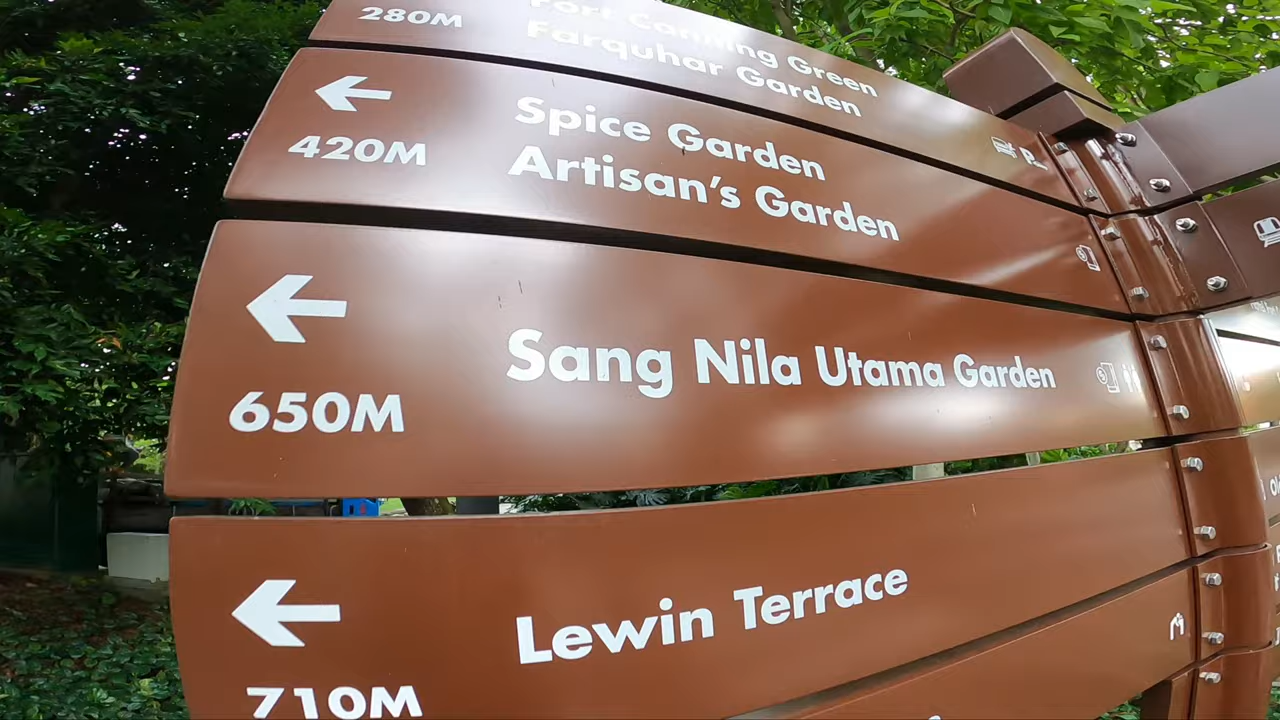 280M
Fort Canning Green
Farquhar Garden
420M
Spice Garden
Artisan's Garden
650M
Sang Nila Utama Garden
710M
Lewin Terrace